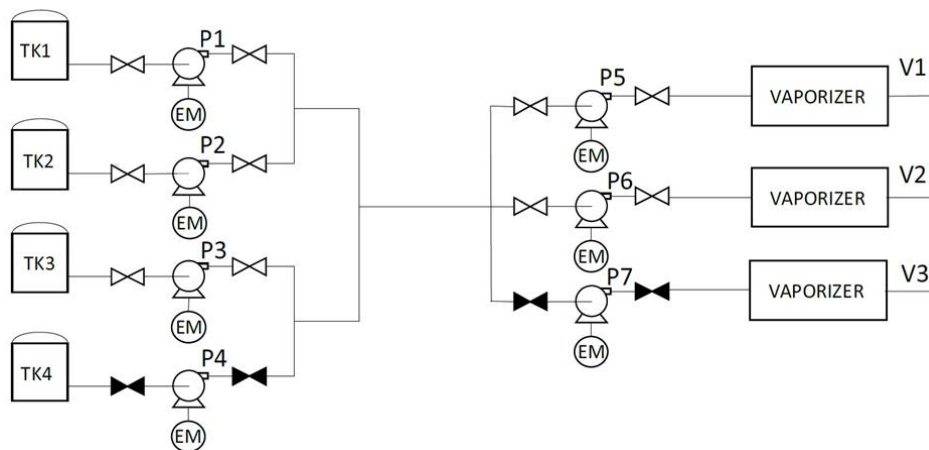 TK1
P1
EM
TK2
P2
EM
TK3
P3
EM
TK4
P4
EM
P5
EM
VAPORIZER
V1
P6
EM
VAPORIZER
V2
P7
EM
VAPORIZER
V3